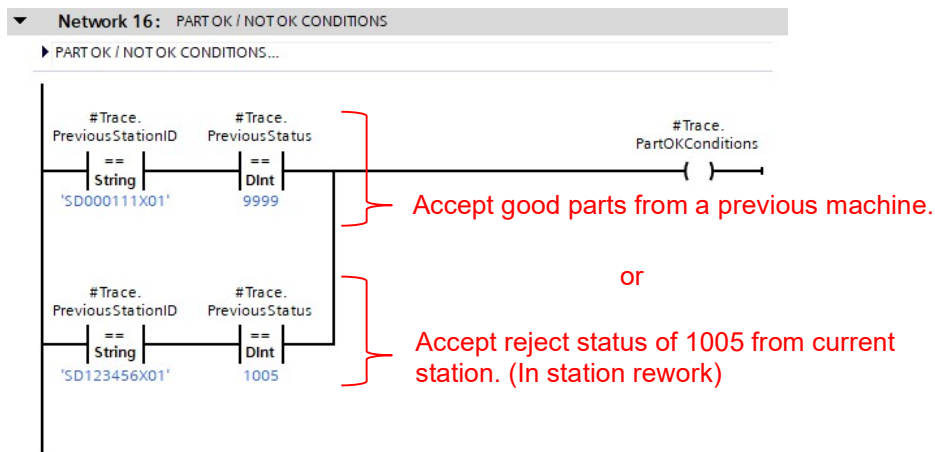 Network 16: PART OK / NOT OK CONDITIONS
PART OK / NOT OK CONDITIONS...
#Trace.
PreviousStationID
==
String
'SD000111X01'
#Trace.
PreviousStatus
==
DInt
9999
#Trace.
PartOKConditions
Accept good parts from a previous machine.
or
#Trace.
PreviousStationID
==
String
'SD123456X01'
#Trace.
PreviousStatus
==
DInt
1005
Accept reject status of 1005 from current
station. (In station rework)